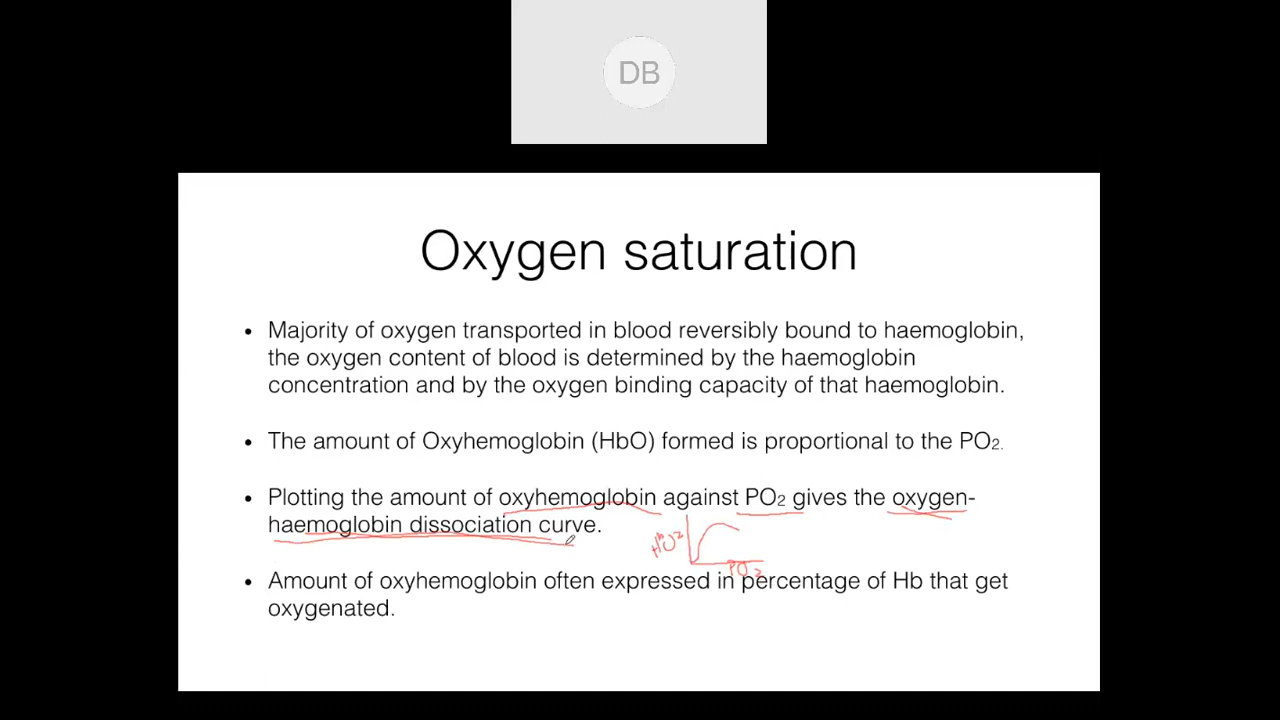 DB
Oxygen saturation
• Majority of oxygen transported in blood reversibly bound to haemoglobin,
the oxygen content of blood is determined by the haemoglobin
concentration and by the oxygen binding capacity of that haemoglobin.
• The amount of Oxyhemoglobin (HbO) formed is proportional to the PO2.
• Plotting the amount of oxyhemoglobin against PO2 gives the oxygen-
haemoglobin dissociation curve.
HbO2
PO2
• Amount of oxyhemoglobin often expressed in percentage of Hb that get
oxygenated.